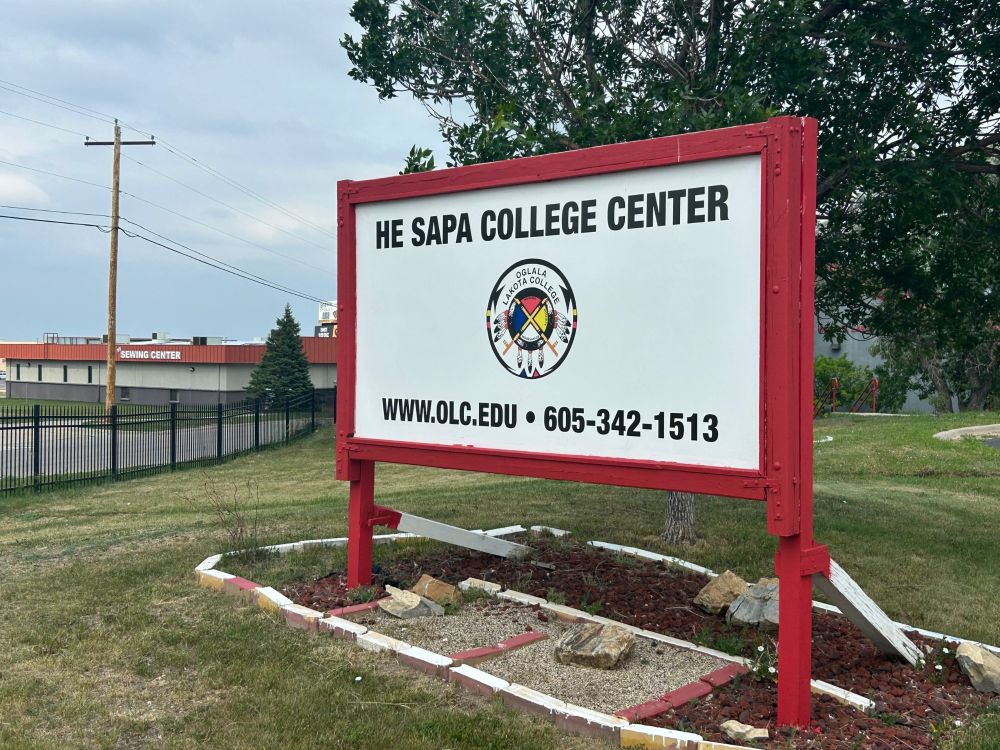 HE SAPA COLLEGE CENTER
OGLALA
LAKOTA COLLEGE
WWW.OLC.EDU • 605-342-1513
SEWING CENTER